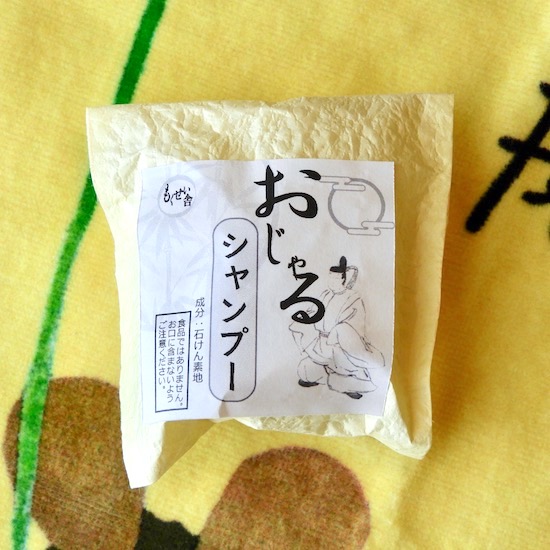 もくせい舎
おじゃる
シャンプー
成分：石けん素地
食品ではありません。
お口に含まないよう
ご注意ください。